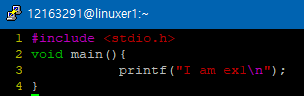 12163291@linuxer1:~
1 #include <stdio.h>
2 void main(){
3         printf("I am ex1\n");
4 }